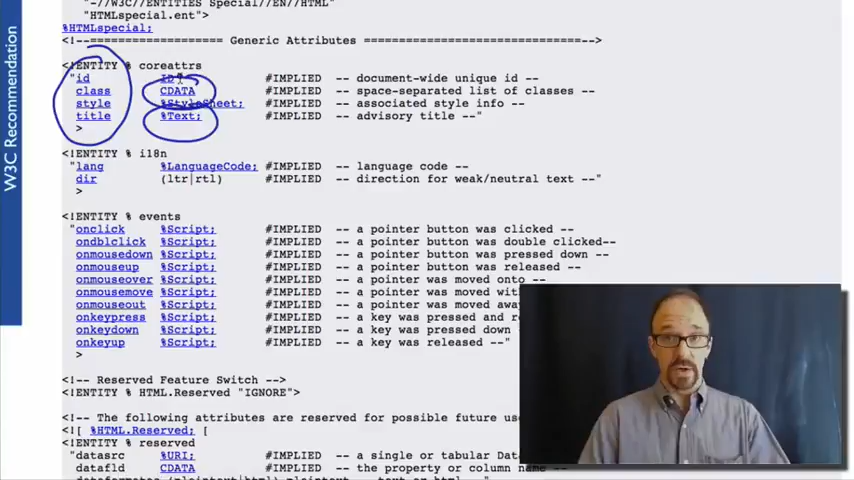 "-//W3C//ENTITIES Special//EN//HTML"
"HTMLspecial.ent">
%HTMLspecial;
<!--=================== Generic Attributes ===============================-->
<!ENTITY % coreattrs
"id ID #IMPLIED -- document-wide unique id --
class CDATA #IMPLIED -- space-separated list of classes --
style %StyleSheet; #IMPLIED -- associated style info --
title %Text; #IMPLIED -- advisory title --"
>
<!ENTITY % i18n
"lang %LanguageCode; #IMPLIED -- language code --
dir (ltr|rtl) #IMPLIED -- direction for weak/neutral text --"
>
<!ENTITY % events
"onclick %Script; #IMPLIED -- a pointer button was clicked --
ondblclick %Script; #IMPLIED -- a pointer button was double clicked--
onmousedown %Script; #IMPLIED -- a pointer button was pressed down --
onmouseup %Script; #IMPLIED -- a pointer button was released --
onmouseover %Script; #IMPLIED -- a pointer was moved onto --
onmousemove %Script; #IMPLIED -- a pointer was moved wit
onmouseout %Script; #IMPLIED -- a pointer was moved awa
onkeypress %Script; #IMPLIED -- a key was pressed and re
onkeydown %Script; #IMPLIED -- a key was pressed down
onkeyup %Script; #IMPLIED -- a key was released --"
>
<!-- Reserved Feature Switch -->
<!ENTITY % HTML.Reserved "IGNORE">
<!-- The following attributes are reserved for possible future use
<![ %HTML.Reserved; [
<!ENTITY % reserved
"datasrc %URI; #IMPLIED -- a single or tabular Dat
datafld CDATA #IMPLIED -- the property or column name
W3C Recommendation